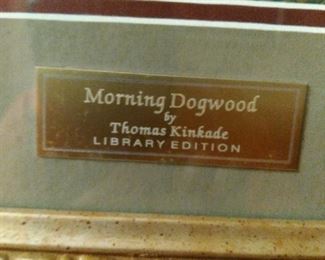 Morning Dogwood
by
Thomas Kinkade
LIBRARY EDITION